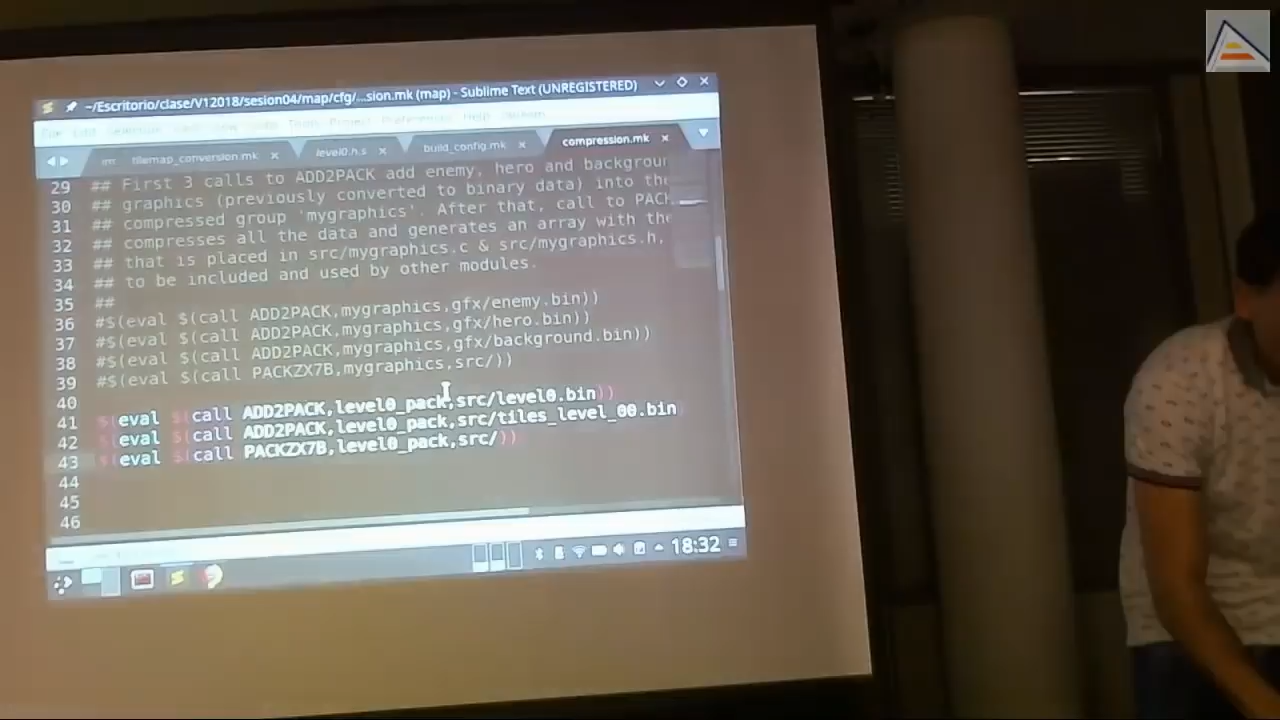 ~/Escritorio/clase/V12018/sesion04/map/cfg/...sion.mk (map) - Sublime Text (UNREGISTERED)
tilemap_conversion.mk level0.h.s build_config.mk compression.mk
29 ## First 3 calls to ADD2PACK add enemy, hero and backgroun
30 ## graphics (previously converted to binary data) into the
31 ## compressed group 'mygraphics'. After that, call to PACK
32 ## compresses all the data and generates an array with the
33 ## that is placed in src/mygraphics.c & src/mygraphics.h,
34 ## to be included and used by other modules.
35 ##
36 #$(eval $(call ADD2PACK,mygraphics,gfx/enemy.bin))
37 #$(eval $(call ADD2PACK,mygraphics,gfx/hero.bin))
38 #$(eval $(call ADD2PACK,mygraphics,gfx/background.bin))
39 #$(eval $(call PACKZX7B,mygraphics,src/))
40
41 $(eval $(call ADD2PACK,level0_pack,src/level0.bin))
42 $(eval $(call ADD2PACK,level0_pack,src/tiles_level_00.bin
43 $(eval $(call PACKZX7B,level0_pack,src/))
44
45
46
18:32